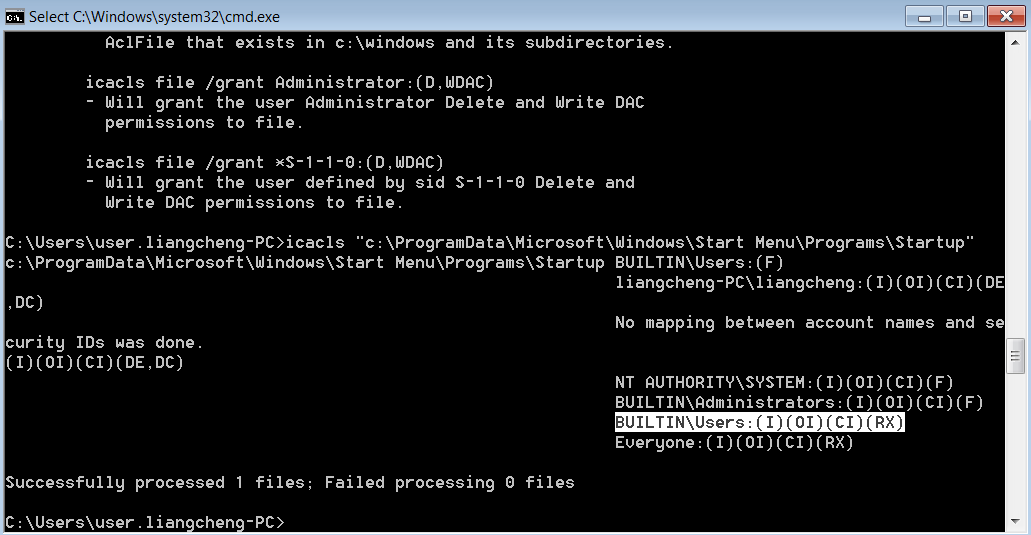 Select C:\Windows\system32\cmd.exe
AclFile that exists in c:\windows and its subdirectories.
icacls file /grant Administrator:(D,WDAC)
- Will grant the user Administrator Delete and Write DAC
permissions to file.
icacls file /grant *S-1-1-0:(D,WDAC)
- Will grant the user defined by sid S-1-1-0 Delete and
Write DAC permissions to file.
C:\Users\user.liangcheng-PC>icacls "c:\ProgramData\Microsoft\Windows\Start Menu\Programs\Startup"
c:\ProgramData\Microsoft\Windows\Start Menu\Programs\Startup BUILTIN\Users:(F)
liangcheng-PC\liangcheng:(I)(OI)(CI)(DE
,DC)
No mapping between account names and se
curity IDs was done.
(I)(OI)(CI)(DE,DC)
NT AUTHORITY\SYSTEM:(I)(OI)(CI)(F)
BUILTIN\Administrators:(I)(OI)(CI)(F)
BUILTIN\Users:(I)(OI)(CI)(RX)
Everyone:(I)(OI)(CI)(RX)
Successfully processed 1 files; Failed processing 0 files
C:\Users\user.liangcheng-PC>